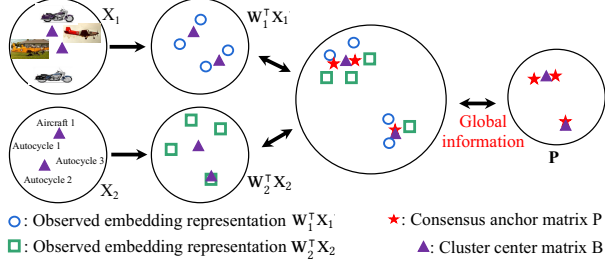 X₁
W₁ᵀX₁
Aircraft 1
Autocycle 1
Autocycle 3
Autocycle 2
X₂
W₂ᵀX₂
Global
information
P
: Observed embedding representation W₁ᵀX₁
★: Consensus anchor matrix P
: Observed embedding representation W₂ᵀX₂
▲: Cluster center matrix B